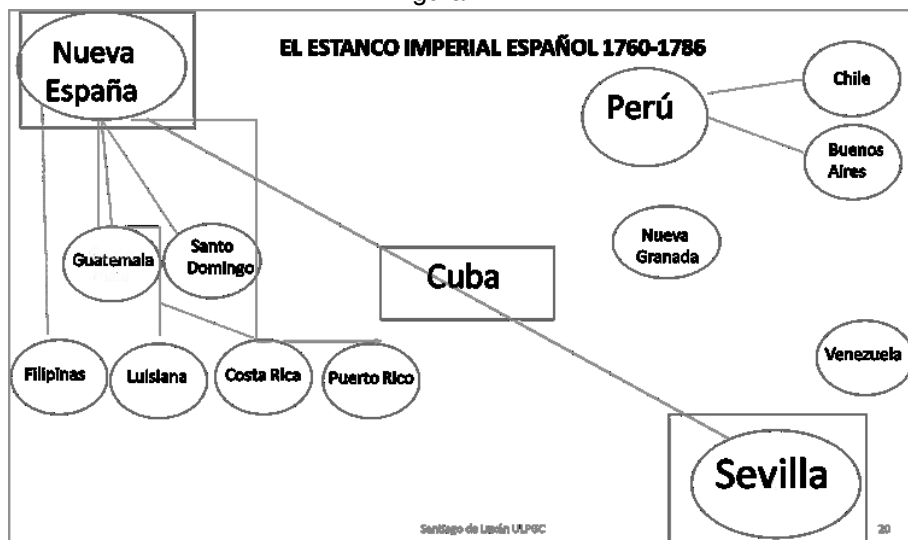 EL ESTANCO IMPERIAL ESPAÑOL 1760-1786
Nueva
España
Perú
Chile
Buenos
Aires
Nueva
Granada
Guatemala
Santo
Domingo
Cuba
Venezuela
Filipinas
Luisiana
Costa Rica
Puerto Rico
Sevilla
Santiago de Luxán ULPGC
20